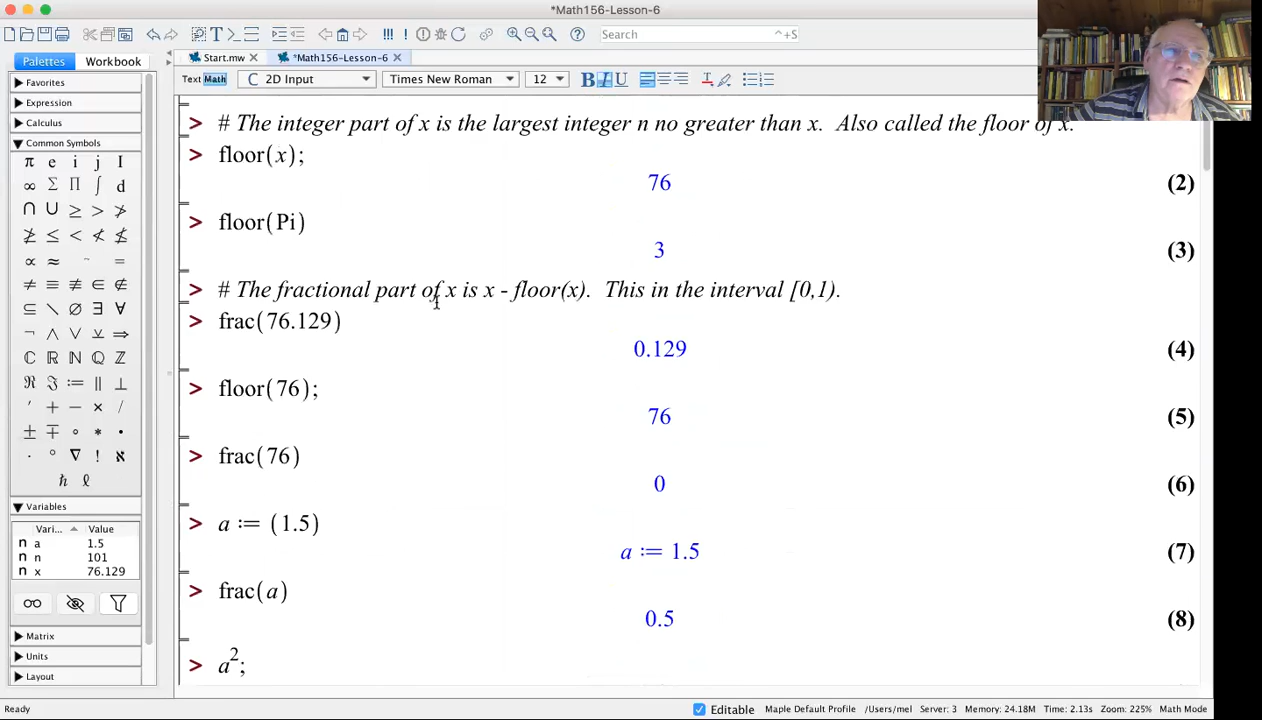 *Math156-Lesson-6
Search
+S
Palettes
Workbook
Start.mw
*Math156-Lesson-6
Text
Math
C 2D Input
Times New Roman
12
B I U
Favorites
Expression
Calculus
Common Symbols
π e i j I
∞ Σ Π ∫ d
∩ ∪ ≥ > ≯
≱ ≤ < ≮ ≰
∝ ≈ ~ =
≠ ≡ ≢ ∈ ∉
⊆ \ ∅ ∃ ∀
¬ ∧ ∨ ⊻ ⇒
ℂ ℝ ℕ ℚ ℤ
ℜ ℑ := ∥ ⊥
′ + − × /
± ∓ ∘ * •
· ° ∇ ! ℵ
ℏ ℓ
Variables
Vari... Value
n a 1.5
n n 101
n x 76.129
Matrix
Units
Layout
> # The integer part of x is the largest integer n no greater than x. Also called the floor of x.
> floor(x);
76 (2)
> floor(Pi)
3 (3)
> # The fractional part of x is x - floor(x). This in the interval [0,1).
> frac(76.129)
0.129 (4)
> floor(76);
76 (5)
> frac(76)
0 (6)
> a := (1.5)
a := 1.5 (7)
> frac(a)
0.5 (8)
> a²;
Ready
Editable
Maple Default Profile
/Users/mel
Server: 3
Memory: 24.18M
Time: 2.13s
Zoom: 225%
Math Mode